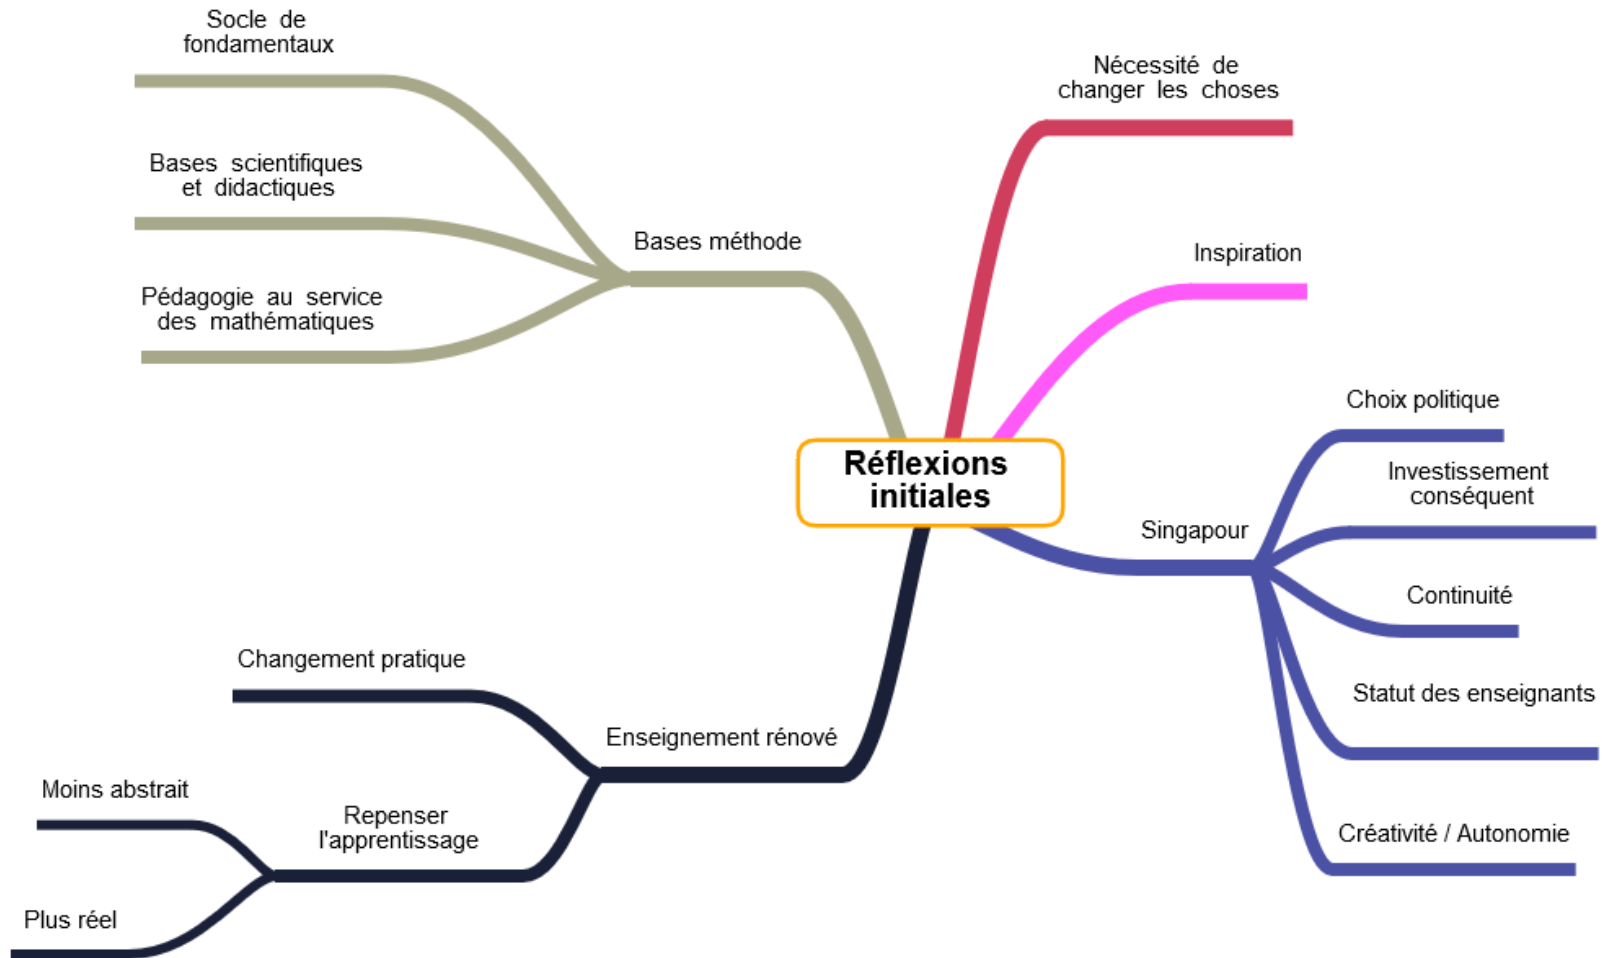 Socle de
fondamentaux
Bases scientifiques
et didactiques
Pédagogie au service
des mathématiques
Bases méthode
Nécessité de
changer les choses
Inspiration
Réflexions
initiales
Singapour
Choix politique
Investissement
conséquent
Continuité
Statut des enseignants
Créativité / Autonomie
Enseignement rénové
Changement pratique
Repenser
l'apprentissage
Moins abstrait
Plus réel